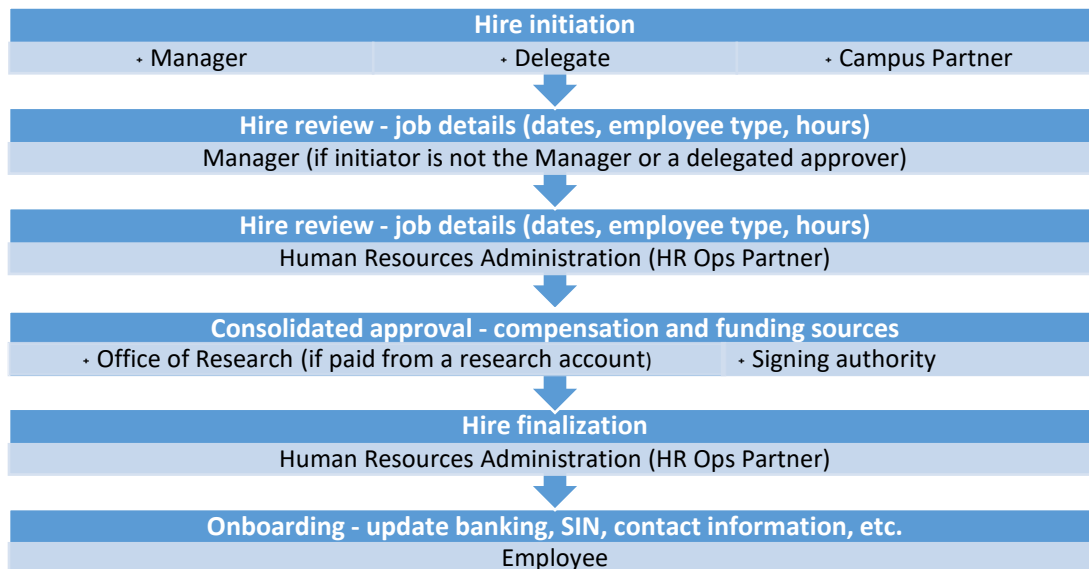 Hire initiation
﹢ Manager ﹢ Delegate ﹢ Campus Partner
Hire review - job details (dates, employee type, hours)
Manager (if initiator is not the Manager or a delegated approver)
Hire review - job details (dates, employee type, hours)
Human Resources Administration (HR Ops Partner)
Consolidated approval - compensation and funding sources
﹢ Office of Research (if paid from a research account) ﹢ Signing authority
Hire finalization
Human Resources Administration (HR Ops Partner)
Onboarding - update banking, SIN, contact information, etc.
Employee